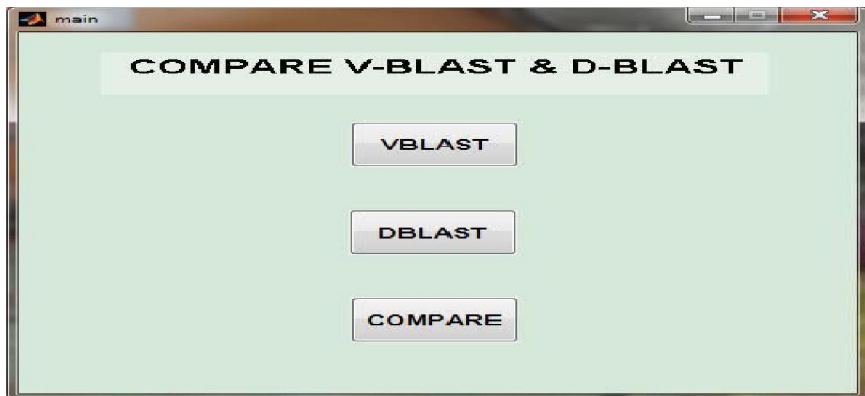 main
COMPARE V-BLAST & D-BLAST
VBLAST
DBLAST
COMPARE